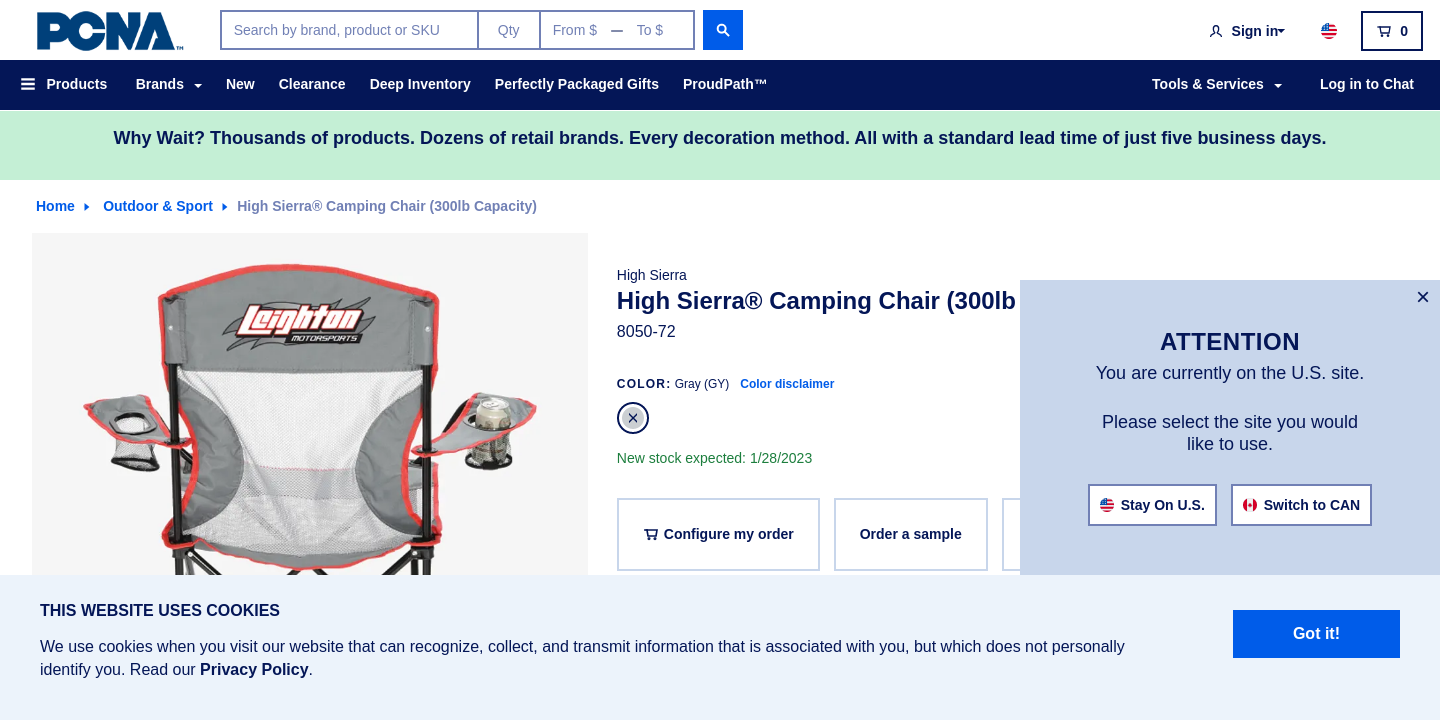 PCNA™
Search by brand, product or SKU
Qty
From $ — To $
Sign in
0
Products
Brands
New
Clearance
Deep Inventory
Perfectly Packaged Gifts
ProudPath™
Tools & Services
Log in to Chat
Why Wait? Thousands of products. Dozens of retail brands. Every decoration method. All with a standard lead time of just five business days.
Home
Outdoor & Sport
High Sierra® Camping Chair (300lb Capacity)
Leighton
MOTORSPORTS
High Sierra
High Sierra® Camping Chair (300lb
8050-72
COLOR: Gray (GY) Color disclaimer
New stock expected: 1/28/2023
Configure my order
Order a sample
×
ATTENTION
You are currently on the U.S. site.
Please select the site you would
like to use.
Stay On U.S.
Switch to CAN
THIS WEBSITE USES COOKIES
We use cookies when you visit our website that can recognize, collect, and transmit information that is associated with you, but which does not personally
identify you. Read our Privacy Policy.
Got it!